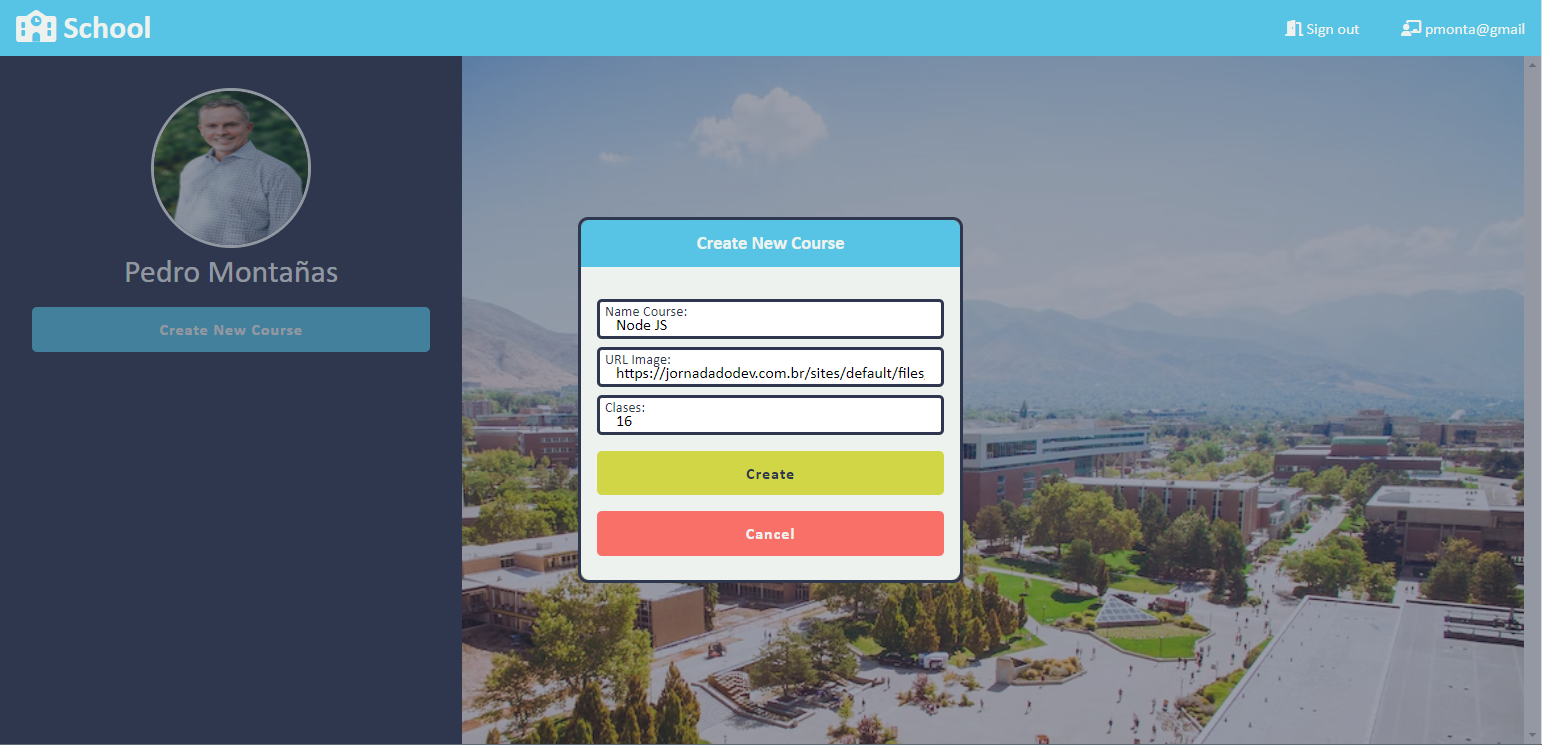 School
Sign out
pmonta@gmail
Pedro Montañas
Create New Course
Create New Course
Name Course:
Node JS
URL Image:
https://jornadadodev.com.br/sites/default/files
Clases:
16
Create
Cancel